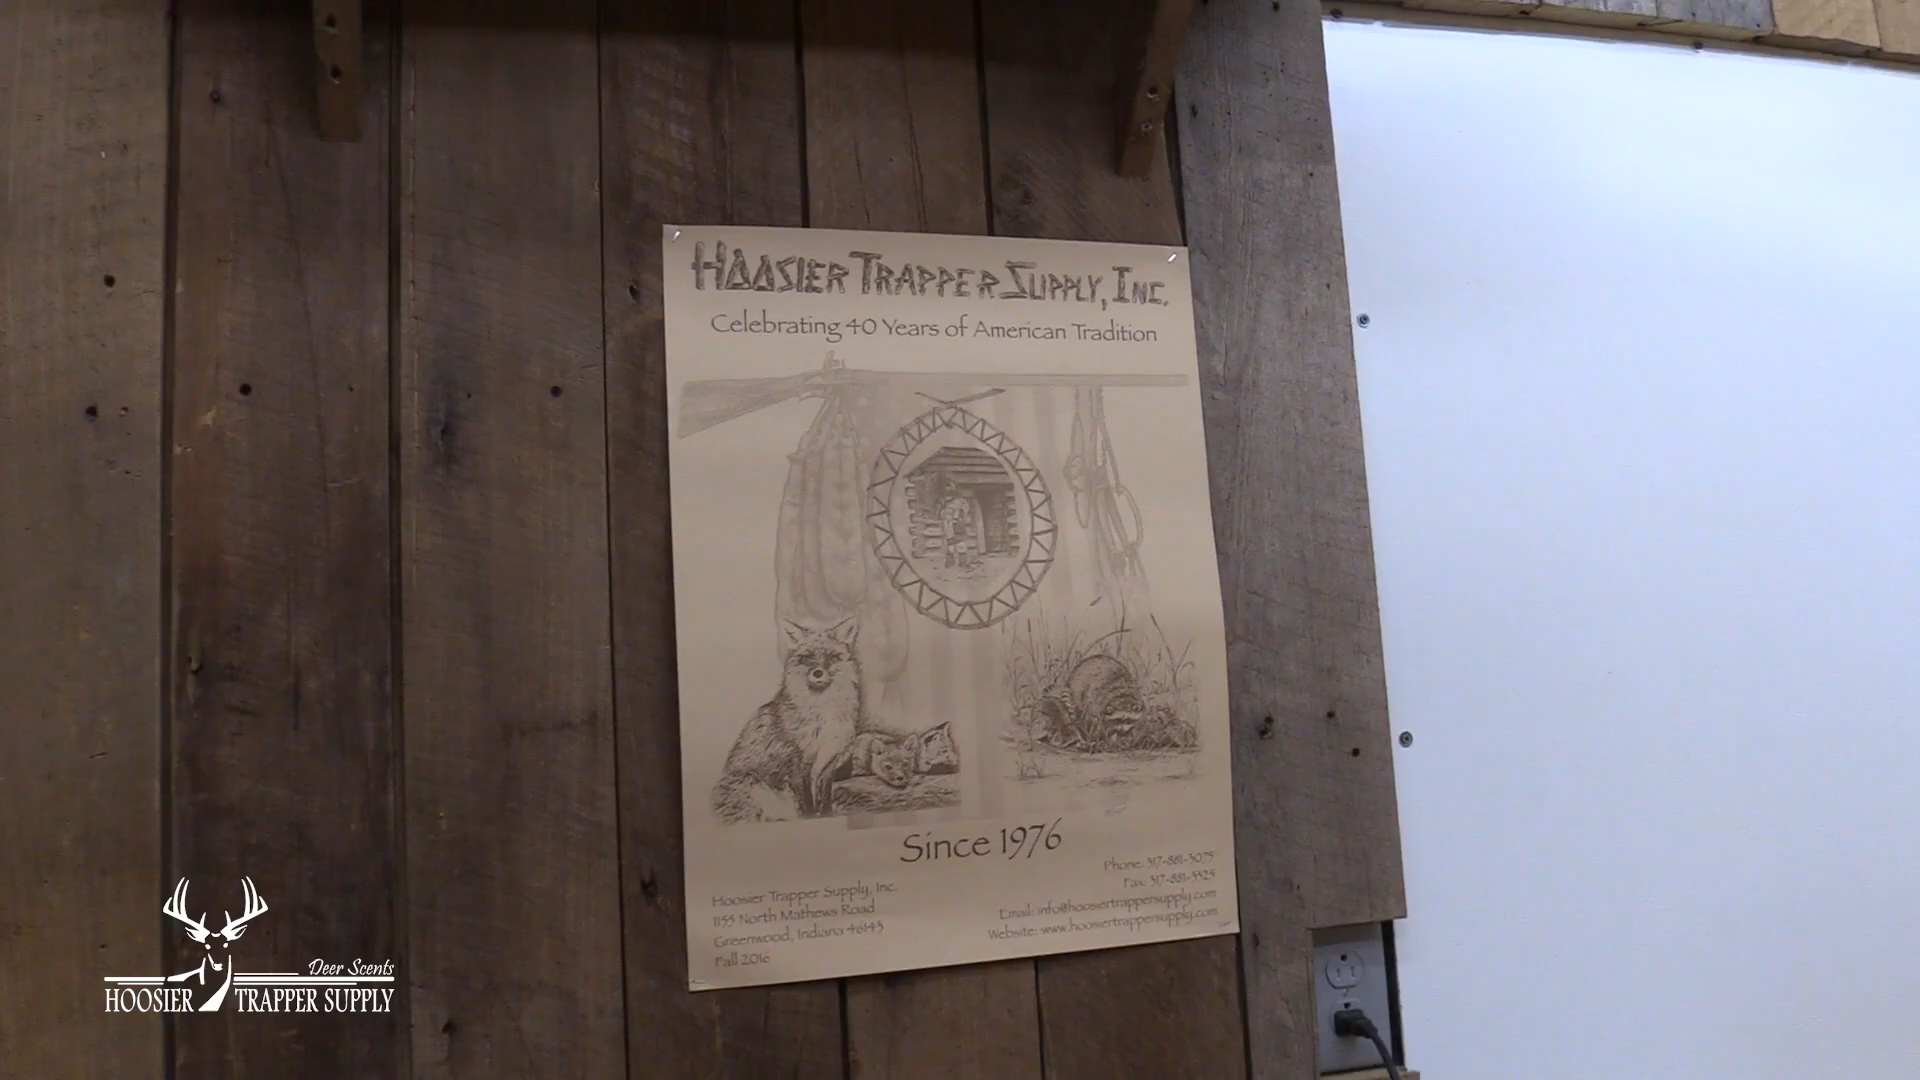 HOOSIER TRAPPER SUPPLY, INC.
Celebrating 40 Years of American Tradition
Since 1976
Hoosier Trapper Supply, Inc.
1155 North Mathews Road
Greenwood, Indiana 46143
Fall 2016
Phone: 317-881-3075
Fax: 317-881-3325
Email: info@hoosiertrappersupply.com
Website: www.hoosiertrappersupply.com
Deer Scents
HOOSIER TRAPPER SUPPLY